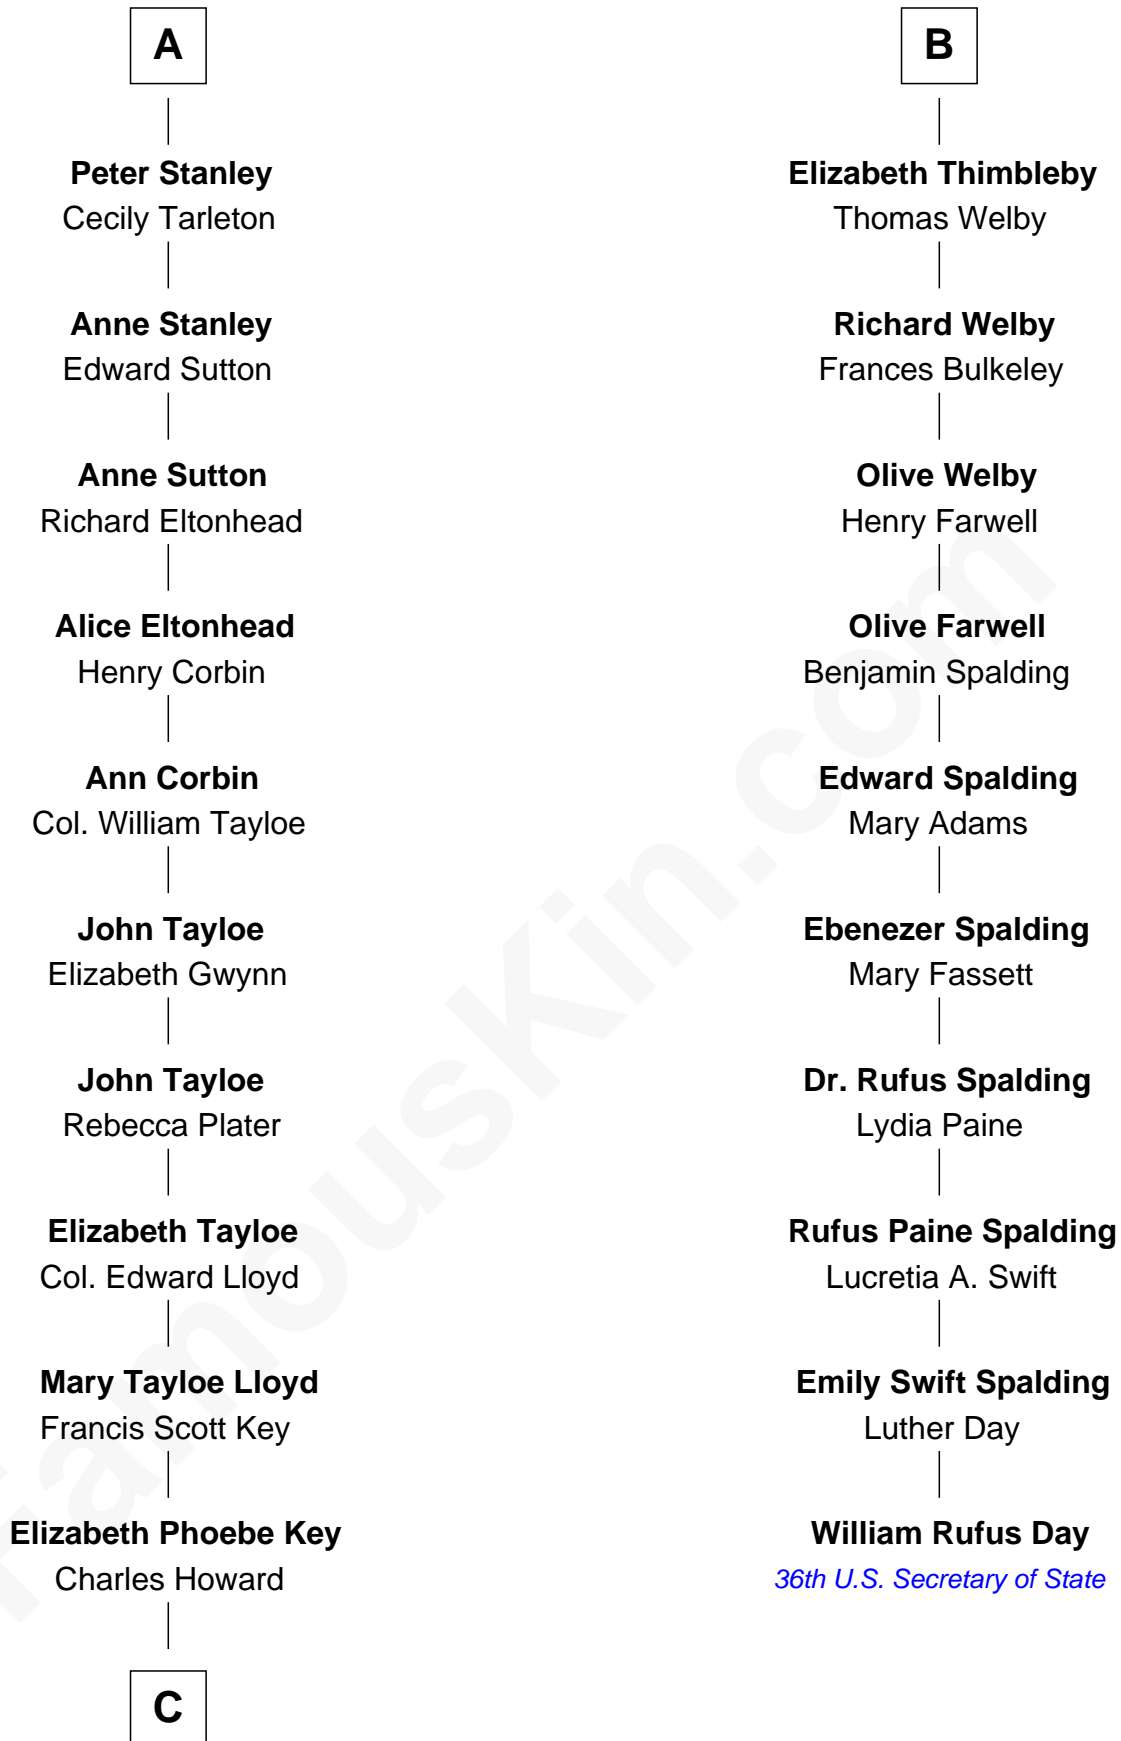 A
Peter Stanley
Cecily Tarleton
Anne Stanley
Edward Sutton
Anne Sutton
Richard Eltonhead
Alice Eltonhead
Henry Corbin
Ann Corbin
Col. William Tayloe
John Tayloe
Elizabeth Gwynn
John Tayloe
Rebecca Plater
Elizabeth Tayloe
Col. Edward Lloyd
Mary Tayloe Lloyd
Francis Scott Key
Elizabeth Phoebe Key
Charles Howard
C
B
Elizabeth Thimbleby
Thomas Welby
Richard Welby
Frances Bulkeley
Olive Welby
Henry Farwell
Olive Farwell
Benjamin Spalding
Edward Spalding
Mary Adams
Ebenezer Spalding
Mary Fassett
Dr. Rufus Spalding
Lydia Paine
Rufus Paine Spalding
Lucretia A. Swift
Emily Swift Spalding
Luther Day
William Rufus Day
36th U.S. Secretary of State
FamousKin.com